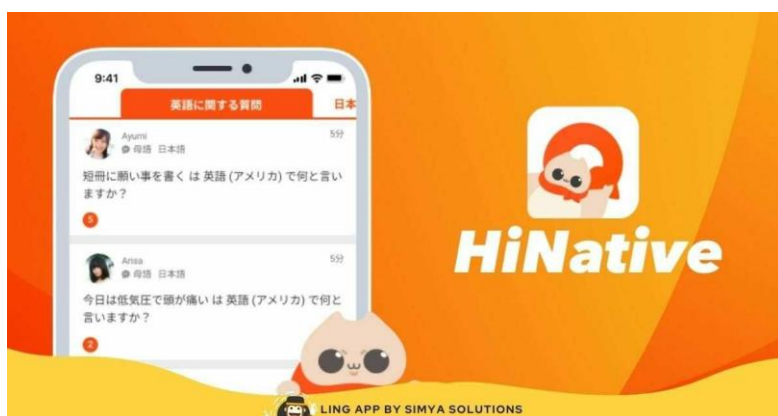 9:41
英語に関する質問
日本
Ayumi
5分
母語 日本語
短冊に願い事を書く は 英語 (アメリカ) で何と言い
ますか？
5
Arisa
5分
母語 日本語
今日は低気圧で頭が痛い は 英語 (アメリカ) で何と
言いますか？
2
HiNative
LING APP BY SIMYA SOLUTIONS